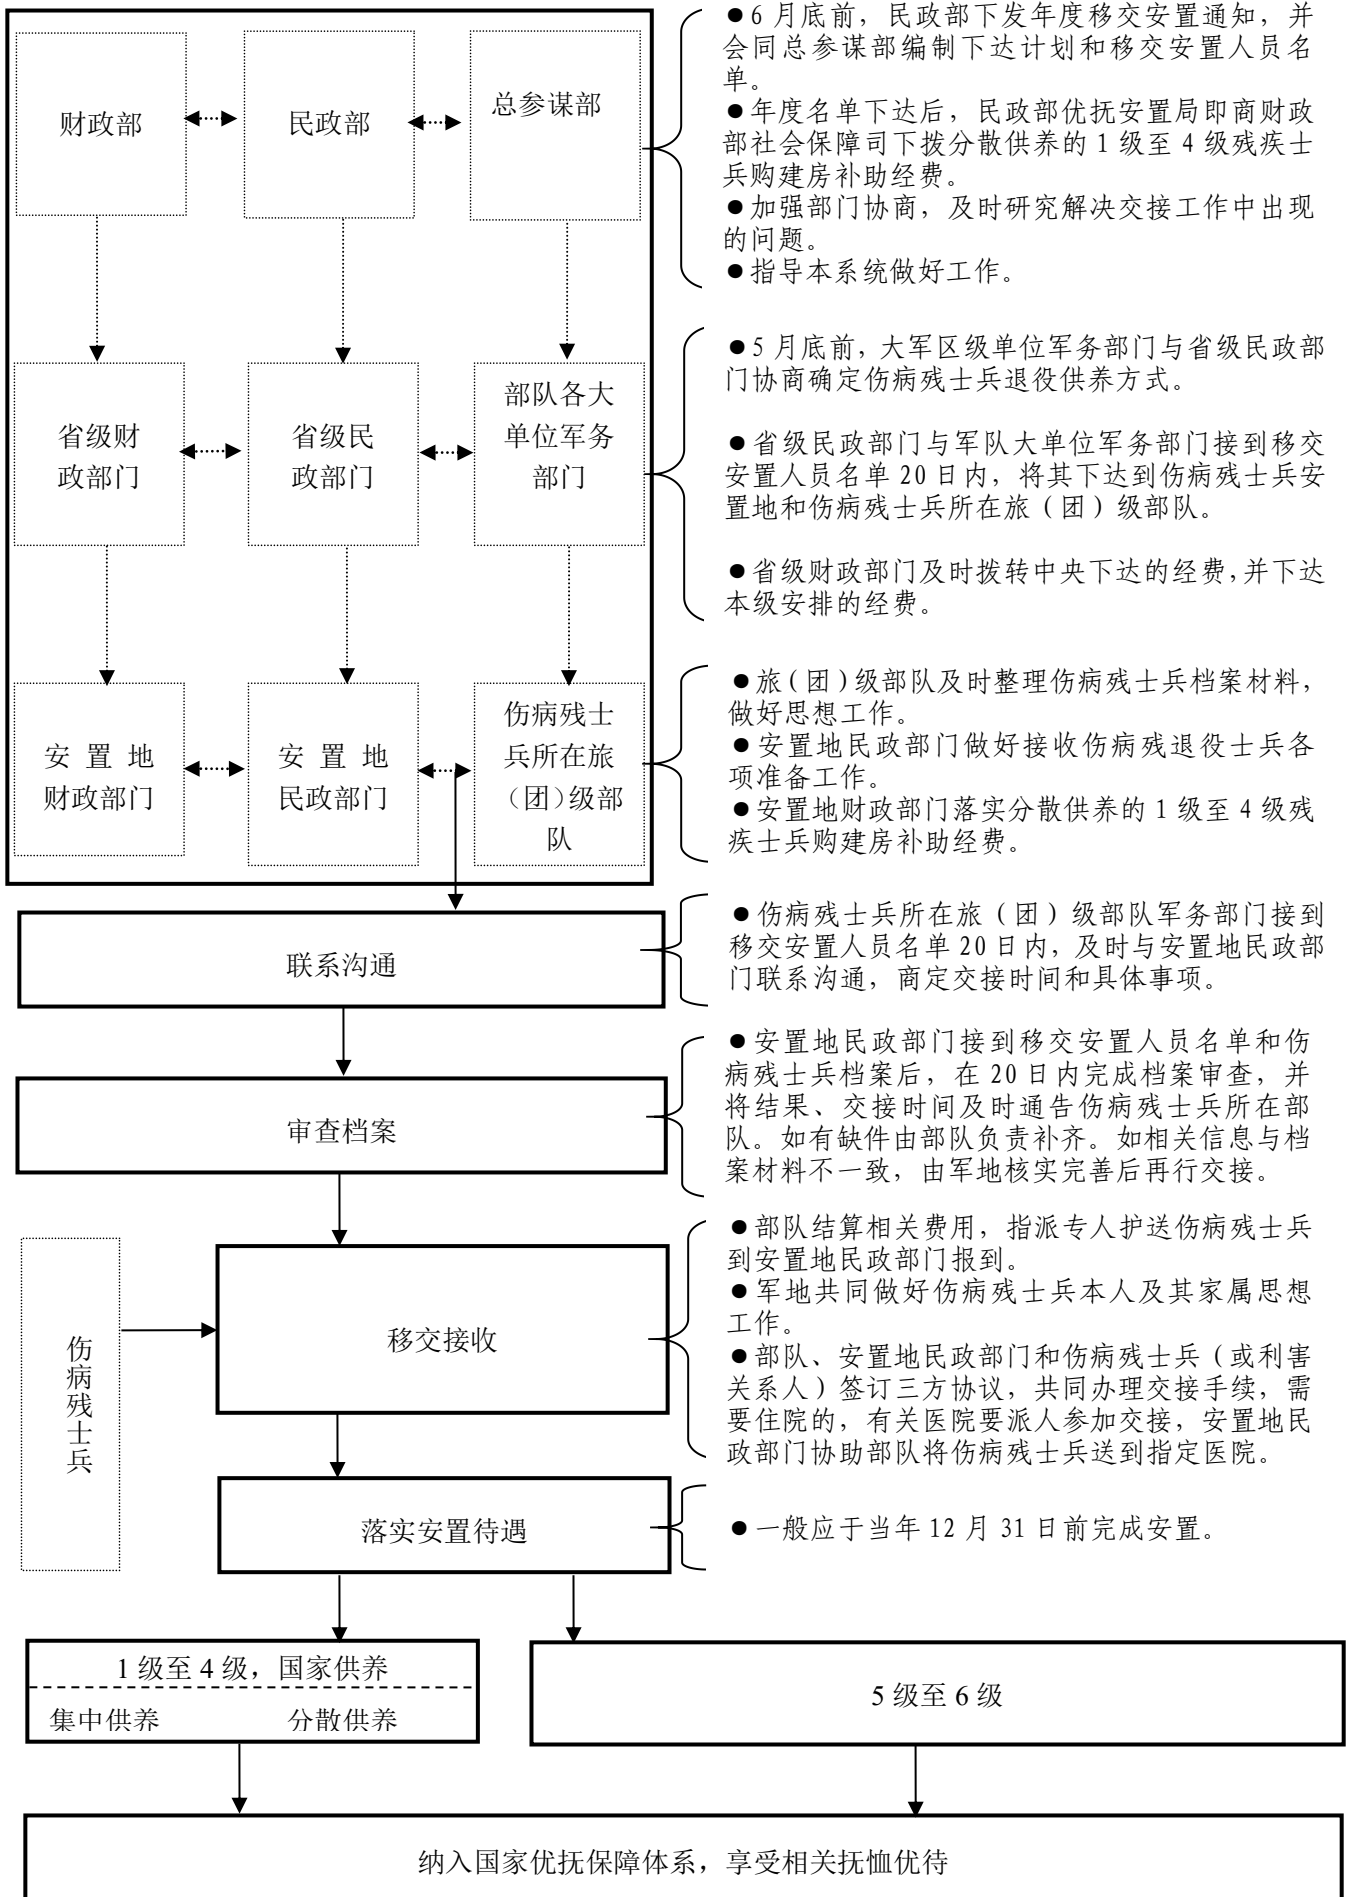 财政部
民政部
总参谋部
●6 月底前，民政部下发年度移交安置通知，并
会同总参谋部编制下达计划和移交安置人员名
单。
●年度名单下达后，民政部优抚安置局即商财政
部社会保障司下拨分散供养的 1 级至 4 级残疾士
兵购建房补助经费。
●加强部门协商，及时研究解决交接工作中出现
的问题。
●指导本系统做好工作。
省级财
政部门
省级民
政部门
部队各大
单位军务
部门
●5 月底前，大军区级单位军务部门与省级民政部
门协商确定伤病残士兵退役供养方式。
●省级民政部门与军队大单位军务部门接到移交
安置人员名单 20 日内，将其下达到伤病残士兵安
置地和伤病残士兵所在旅（团）级部队。
●省级财政部门及时拨转中央下达的经费，并下达
本级安排的经费。
安 置 地
财政部门
安 置 地
民政部门
伤病残士
兵所在旅
（团）级部
队
●旅（团）级部队及时整理伤病残士兵档案材料，
做好思想工作。
●安置地民政部门做好接收伤病残退役士兵各
项准备工作。
●安置地财政部门落实分散供养的 1 级至 4 级残
疾士兵购建房补助经费。
联系沟通
●伤病残士兵所在旅（团）级部队军务部门接到
移交安置人员名单 20 日内，及时与安置地民政部
门联系沟通，商定交接时间和具体事项。
审查档案
●安置地民政部门接到移交安置人员名单和伤
病残士兵档案后，在 20 日内完成档案审查，并
将结果、交接时间及时通告伤病残士兵所在部
队。如有缺件由部队负责补齐。如相关信息与档
案材料不一致，由军地核实完善后再行交接。
伤病残士兵
移交接收
●部队结算相关费用，指派专人护送伤病残士兵
到安置地民政部门报到。
●军地共同做好伤病残士兵本人及其家属思想
工作。
●部队、安置地民政部门和伤病残士兵（或利害
关系人）签订三方协议，共同办理交接手续，需
要住院的，有关医院要派人参加交接，安置地民
政部门协助部队将伤病残士兵送到指定医院。
落实安置待遇
●一般应于当年 12 月 31 日前完成安置。
1 级至 4 级，国家供养
集中供养 分散供养
5 级至 6 级
纳入国家优抚保障体系，享受相关抚恤优待